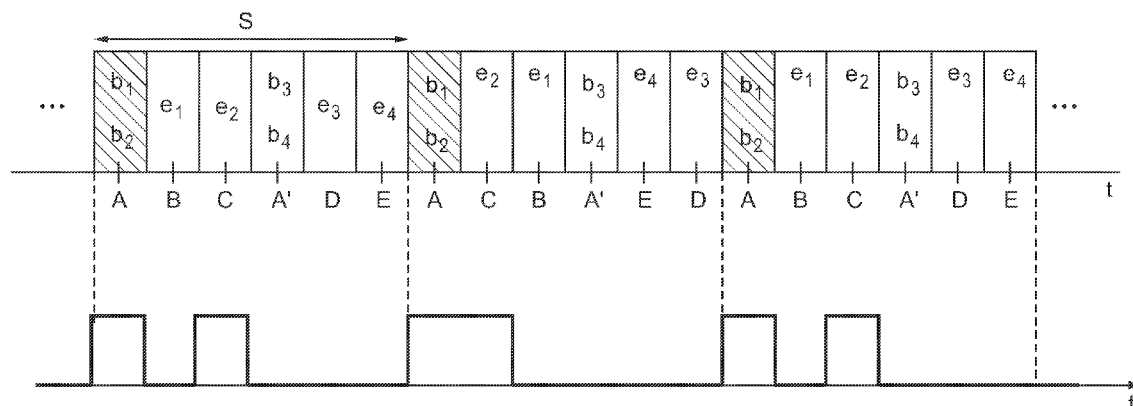 S
... b₁ e₁ e₂ b₃ e₃ e₄ b₁ e₂ e₁ b₃ e₄ e₃ b₁ e₁ e₂ b₃ e₃ e₄ ...
b₂ b₄ b₂ b₄ b₂ b₄
A B C A' D E A C B A' E D A B C A' D E t
t